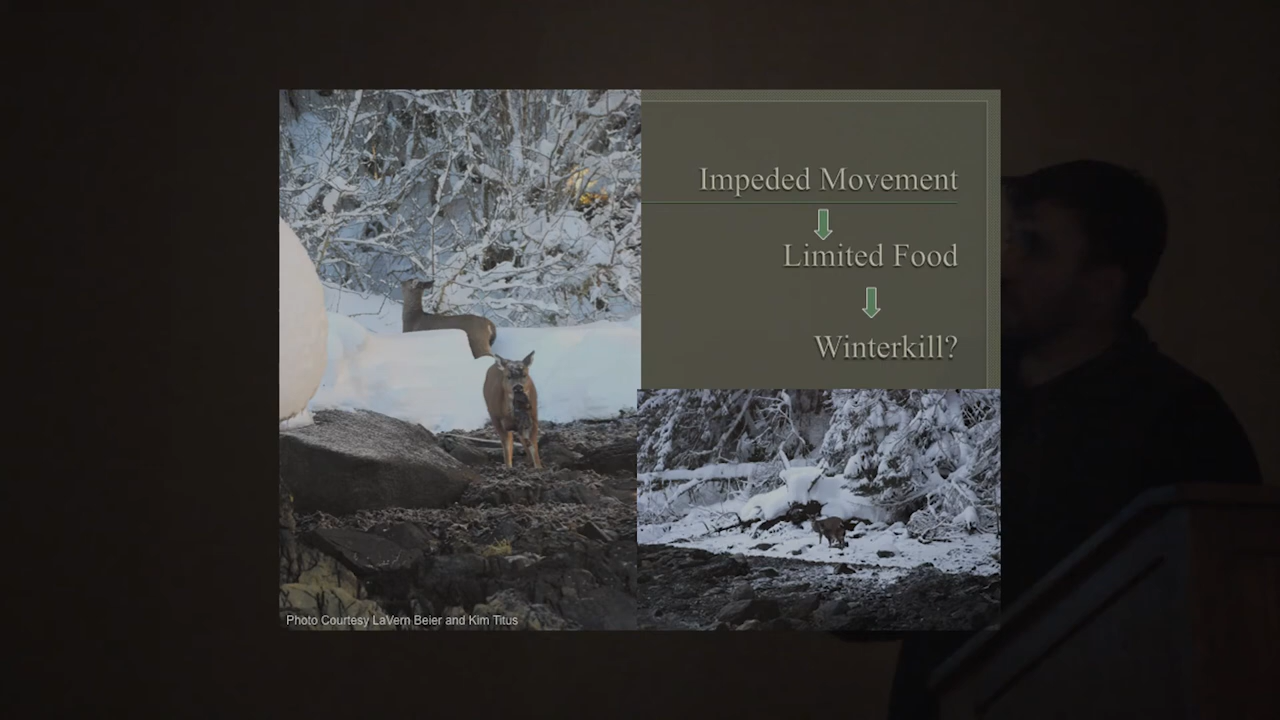 Impeded Movement
Limited Food
Winterkill?
Photo Courtesy LaVern Beier and Kim Titus